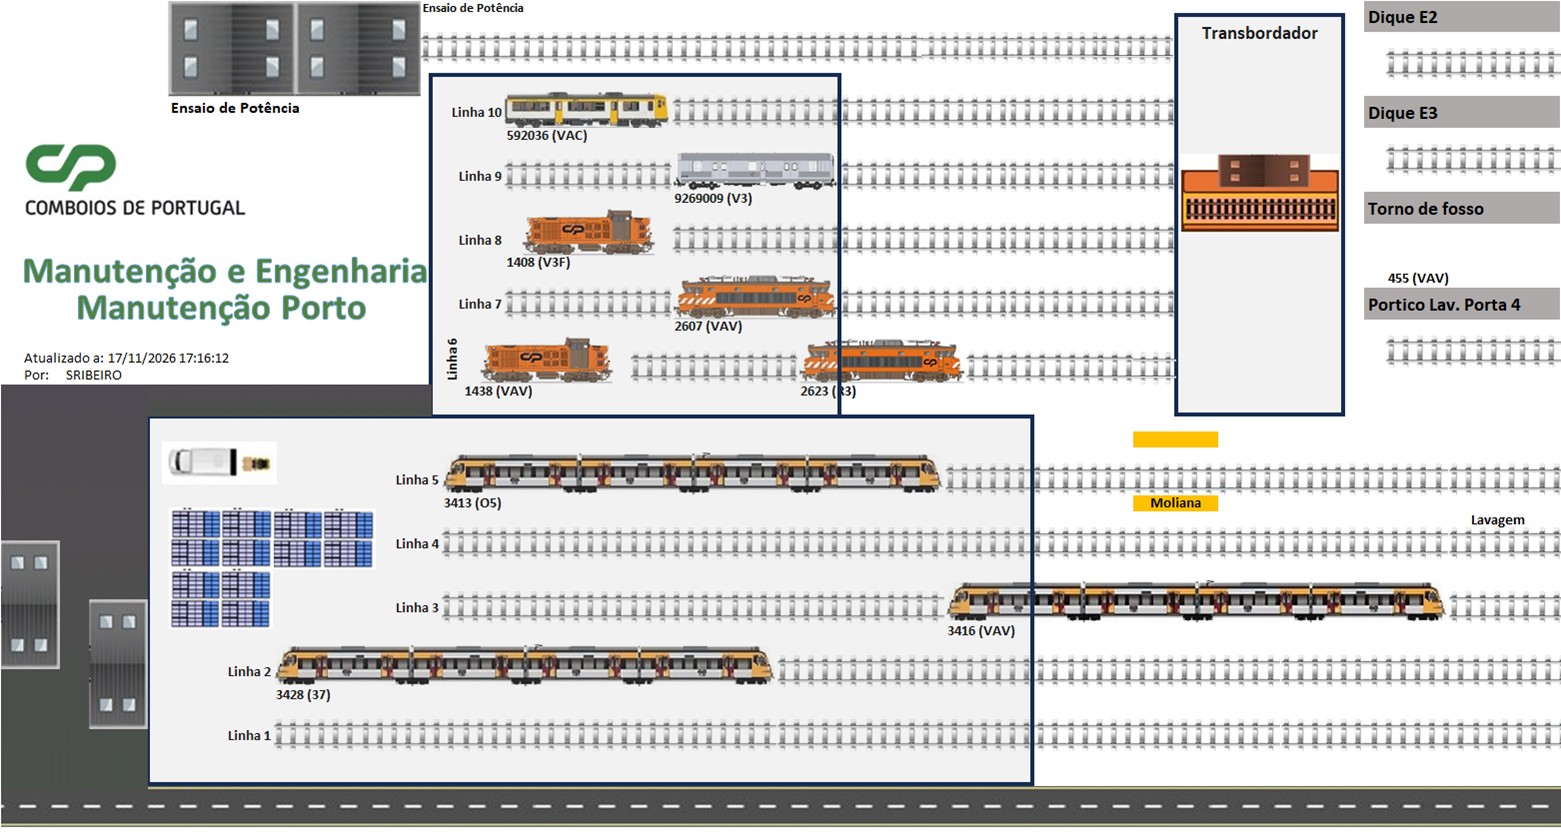 Ensaio de Potência
Ensaio de Potência
CP
COMBOIOS DE PORTUGAL
Manutenção e Engenharia
Manutenção Porto
Atualizado a: 17/11/2026 17:16:12
Por: SRIBEIRO
Linha 10
592036 (VAC)
Linha 9
9269009 (V3)
Linha 8
1408 (V3F)
Linha 7
2607 (VAV)
Linha 6
1438 (VAV)
2623 (R3)
Transbordador
Dique E2
Dique E3
Torno de fosso
455 (VAV)
Portico Lav. Porta 4
Linha 5
3413 (O5)
Moliana
Lavagem
Linha 4
Linha 3
3416 (VAV)
Linha 2
3428 (37)
Linha 1